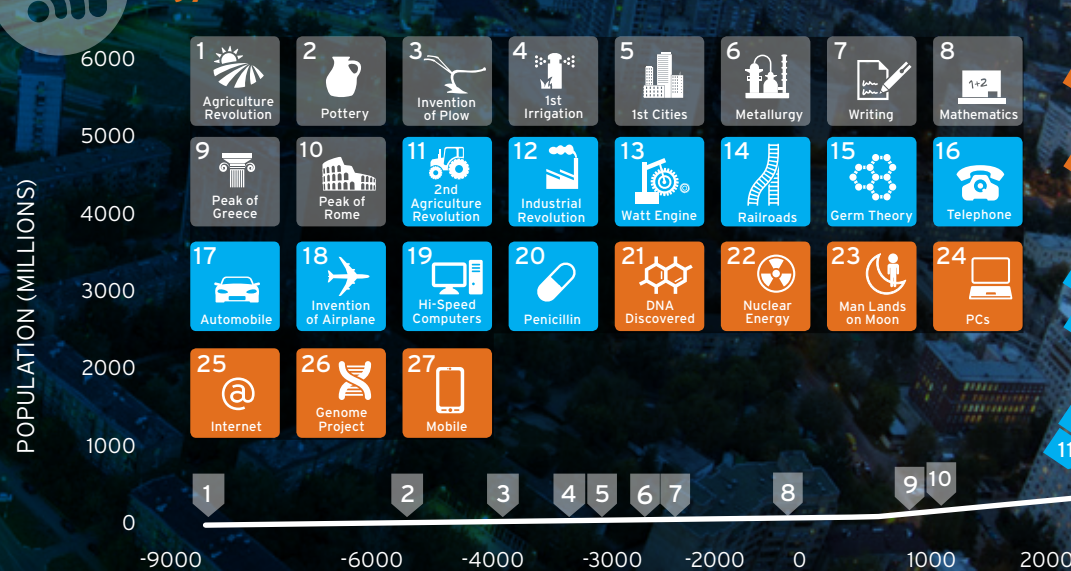 6000
5000
4000
3000
2000
1000
0
POPULATION (MILLIONS)
1
Agriculture
Revolution
2
Pottery
3
Invention
of Plow
4
1st
Irrigation
5
1st Cities
6
Metallurgy
7
Writing
8
1+2
Mathematics
9
Peak of
Greece
10
Peak of
Rome
11
2nd
Agriculture
Revolution
12
Industrial
Revolution
13
Watt Engine
14
Railroads
15
Germ Theory
16
Telephone
17
Automobile
18
Invention
of Airplane
19
Hi-Speed
Computers
20
Penicillin
21
DNA
Discovered
22
Nuclear
Energy
23
Man Lands
on Moon
24
PCs
25
@
Internet
26
Genome
Project
27
Mobile
1 2 3 4 5 6 7 8 9 10 11
-9000 -6000 -4000 -3000 -2000 0 1000 2000